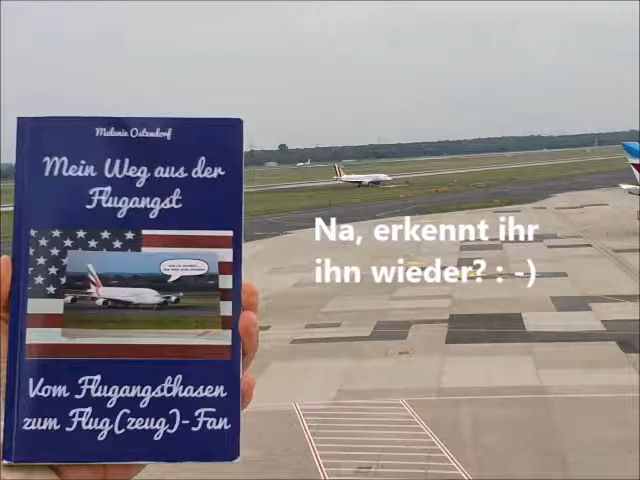 Melanie Ostendorf
Mein Weg aus der
Flugangst
Na, erkennt ihr
ihn wieder? : -)
Vom Flugangsthasen
zum Flug(zeug)-Fan